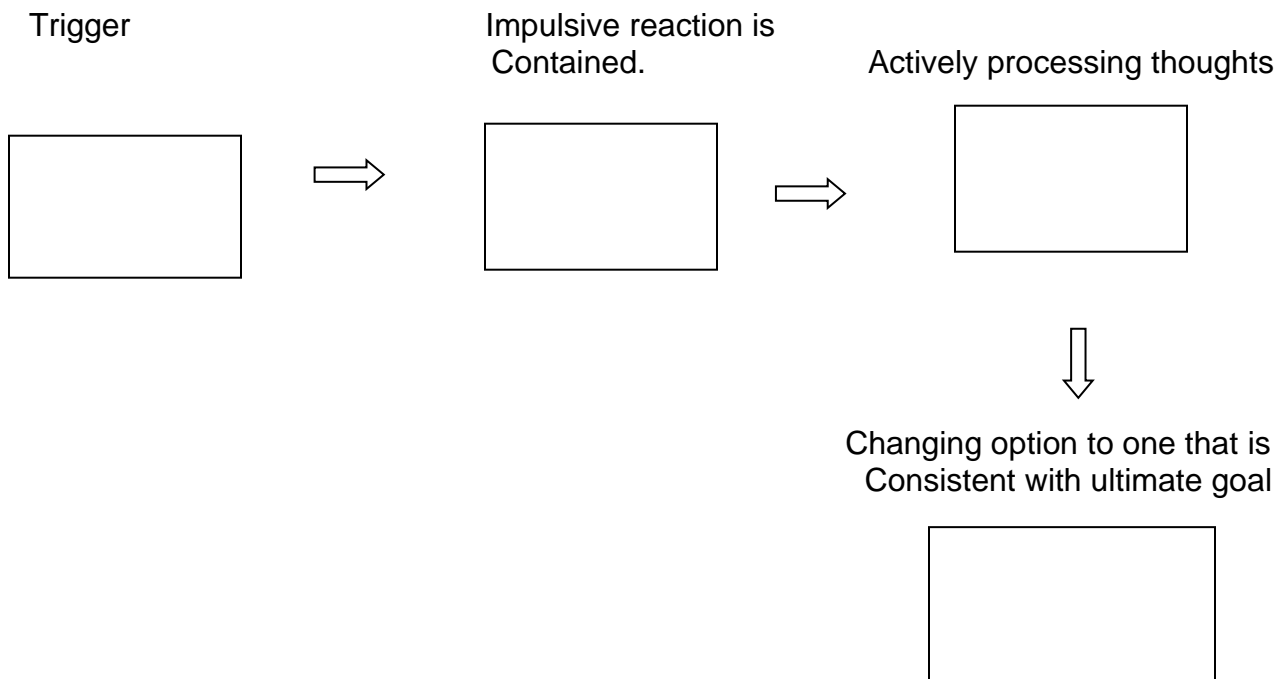 Trigger
Impulsive reaction is
Contained.
Actively processing thoughts
Changing option to one that is
Consistent with ultimate goal